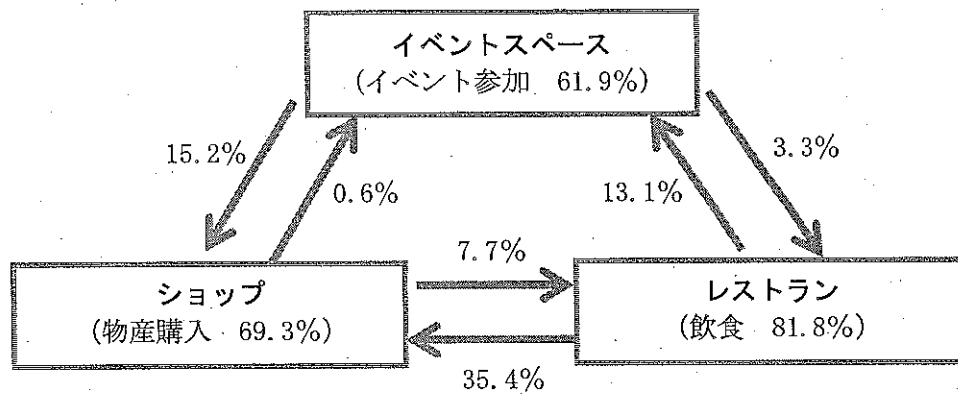 イベントスペース
(イベント参加 61.9%)
15.2%
0.6%
13.1%
3.3%
7.7%
ショップ
(物産購入 69.3%)
レストラン
(飲食 81.8%)
35.4%